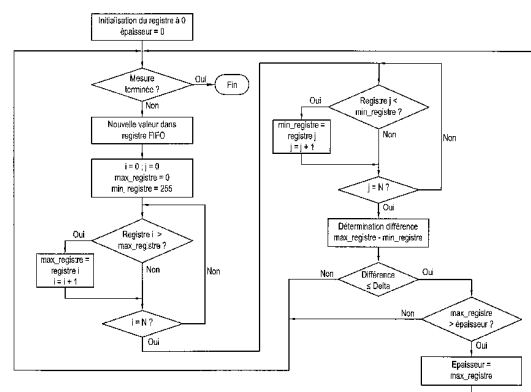 Initialisation du registre à 0
épaisseur = 0
Mesure
terminée ?
Oui
Fin
Non
Nouvelle valeur dans
registre FIFO
i = 0 ; j = 0
max_registre = 0
min_registre = 255
Registre i >
max_registre ?
Oui
max_registre =
registre i
i = i + 1
Non
Non
i = N ?
Oui
Registre j <
min_registre ?
Oui
min_registre =
registre j
j = j + 1
Non
Non
j = N ?
Oui
Détermination différence
max_registre - min_registre
Non
Différence
≤ Delta
Oui
Non
max_registre
> épaisseur ?
Oui
Epaisseur =
max_registre